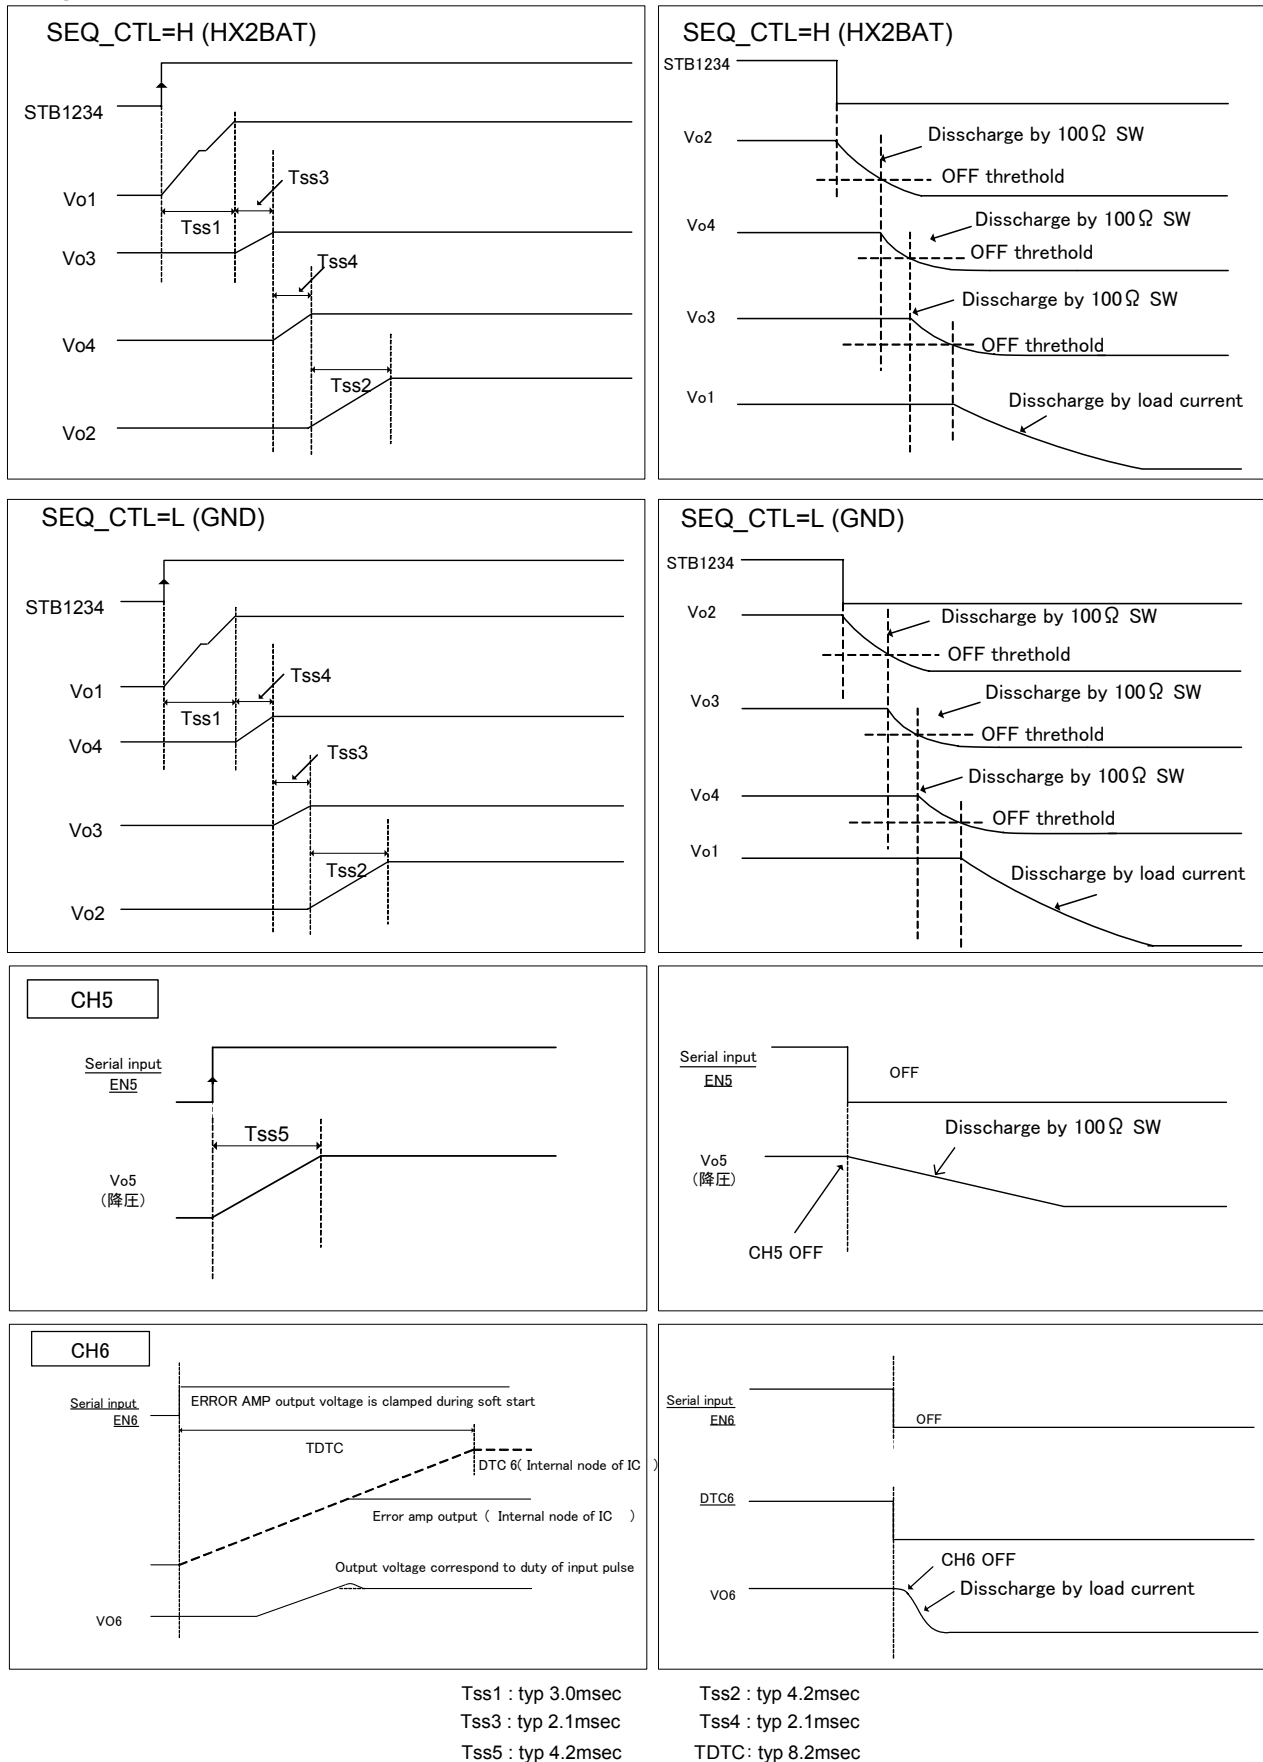 SEQ_CTL=H (HX2BAT)
STB1234
Vo1
Tss1
Tss3
Vo3
Tss4
Vo4
Tss2
Vo2
SEQ_CTL=H (HX2BAT)
STB1234
Vo2
Disscharge by 100Ω SW
OFF threthold
Vo4
Disscharge by 100Ω SW
OFF threthold
Vo3
Disscharge by 100Ω SW
OFF threthold
Vo1
Disscharge by load current
SEQ_CTL=L (GND)
STB1234
Vo1
Tss1
Tss4
Vo4
Tss3
Vo3
Tss2
Vo2
SEQ_CTL=L (GND)
STB1234
Vo2
Disscharge by 100Ω SW
OFF threthold
Vo3
Disscharge by 100Ω SW
OFF threthold
Vo4
Disscharge by 100Ω SW
OFF threthold
Vo1
Disscharge by load current
CH5
Serial input
EN5
Tss5
Vo5
(降圧)
Serial input
EN5
OFF
Disscharge by 100Ω SW
Vo5
(降圧)
CH5 OFF
CH6
Serial input
EN6
ERROR AMP output voltage is clamped during soft start
TDTC
DTC 6( Internal node of IC )
Error amp output ( Internal node of IC )
Output voltage correspond to duty of input pulse
VO6
Serial input
EN6
OFF
DTC6
CH6 OFF
VO6
Disscharge by load current
Tss1 : typ 3.0msec Tss2 : typ 4.2msec
Tss3 : typ 2.1msec Tss4 : typ 2.1msec
Tss5 : typ 4.2msec TDTC: typ 8.2msec